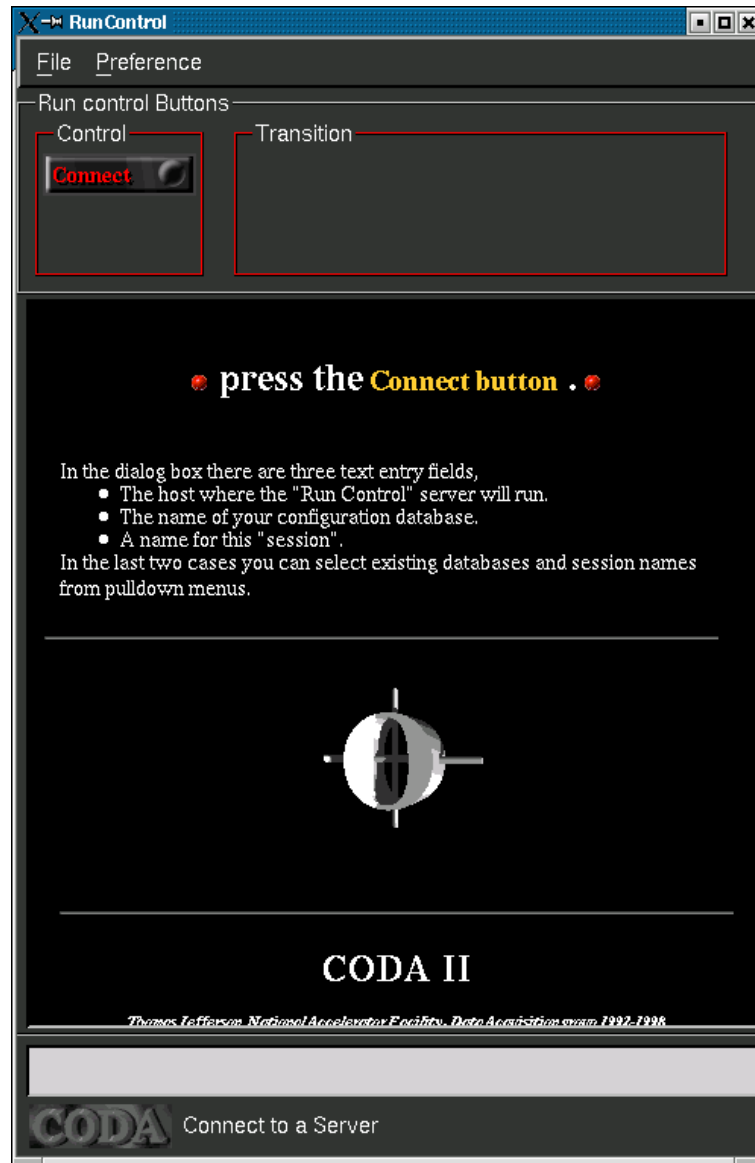 RunControl
File Preference
Run control Buttons
Control
Transition
Connect
press the Connect button .
In the dialog box there are three text entry fields,
The host where the "Run Control" server will run.
The name of your configuration database.
A name for this "session".
In the last two cases you can select existing databases and session names
from pulldown menus.
CODA II
Thomas Jefferson National Accelerator Facility, Data Acquisition group 1992-1998
CODA
Connect to a Server